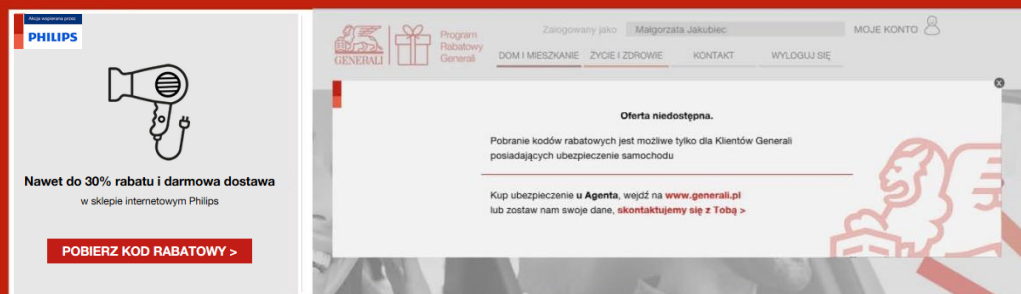 Akcja wspierana przez
PHILIPS
Nawet do 30% rabatu i darmowa dostawa
w sklepie internetowym Philips
POBIERZ KOD RABATOWY >
GENERALI
Program
Rabatowy
Generali
Zalogowany jako
Małgorzata Jakubiec
MOJE KONTO
DOM I MIESZKANIE
ŻYCIE I ZDROWIE
KONTAKT
WYLOGUJ SIĘ
Oferta niedostępna.
Pobranie kodów rabatowych jest możliwe tylko dla Klientów Generali
posiadających ubezpieczenie samochodu
Kup ubezpieczenie u Agenta, wejdź na www.generali.pl
lub zostaw nam swoje dane, skontaktujemy się z Tobą >